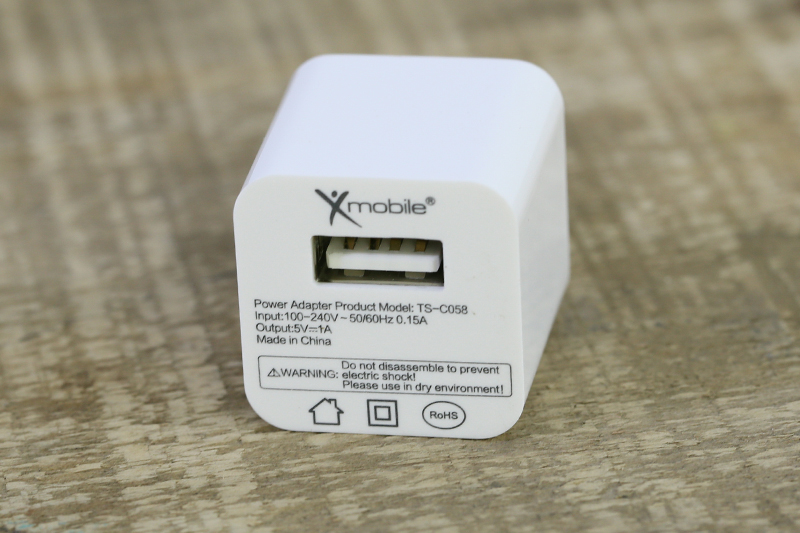 Xmobile®
Power Adapter Product Model: TS-C058
Input:100-240V~50/60Hz 0.15A
Output:5V⎓1A
Made in China
⚠WARNING: Do not disassemble to prevent
electric shock!
Please use in dry environment!
RoHS